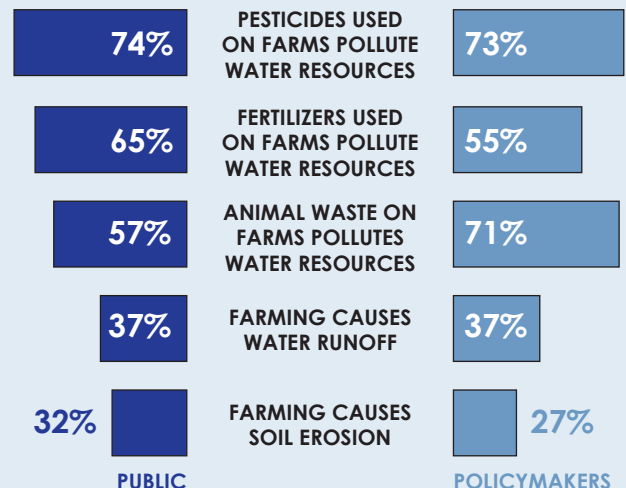 74%
PESTICIDES USED
ON FARMS POLLUTE
WATER RESOURCES
73%
65%
FERTILIZERS USED
ON FARMS POLLUTE
WATER RESOURCES
55%
57%
ANIMAL WASTE ON
FARMS POLLUTES
WATER RESOURCES
71%
37%
FARMING CAUSES
WATER RUNOFF
37%
32%
FARMING CAUSES
SOIL EROSION
27%
PUBLIC
POLICYMAKERS